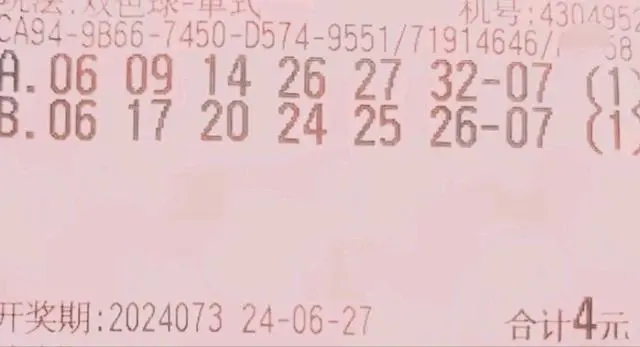 玩法:双色球-单式 机号:4304952
CA94-9B66-7450-D574-9551/71914646/ 68
A. 06 09 14 26 27 32-07 (1)
B. 06 17 20 24 25 26-07 (1)
开奖期:2024073 24-06-27 合计4元